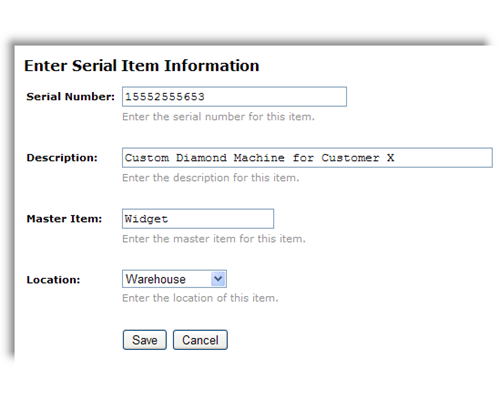 Enter Serial Item Information
Serial Number: 15552555653
Enter the serial number for this item.
Description: Custom Diamond Machine for Customer X
Enter the description for this item.
Master Item: Widget
Enter the master item for this item.
Location: Warehouse
Enter the location of this item.
Save Cancel